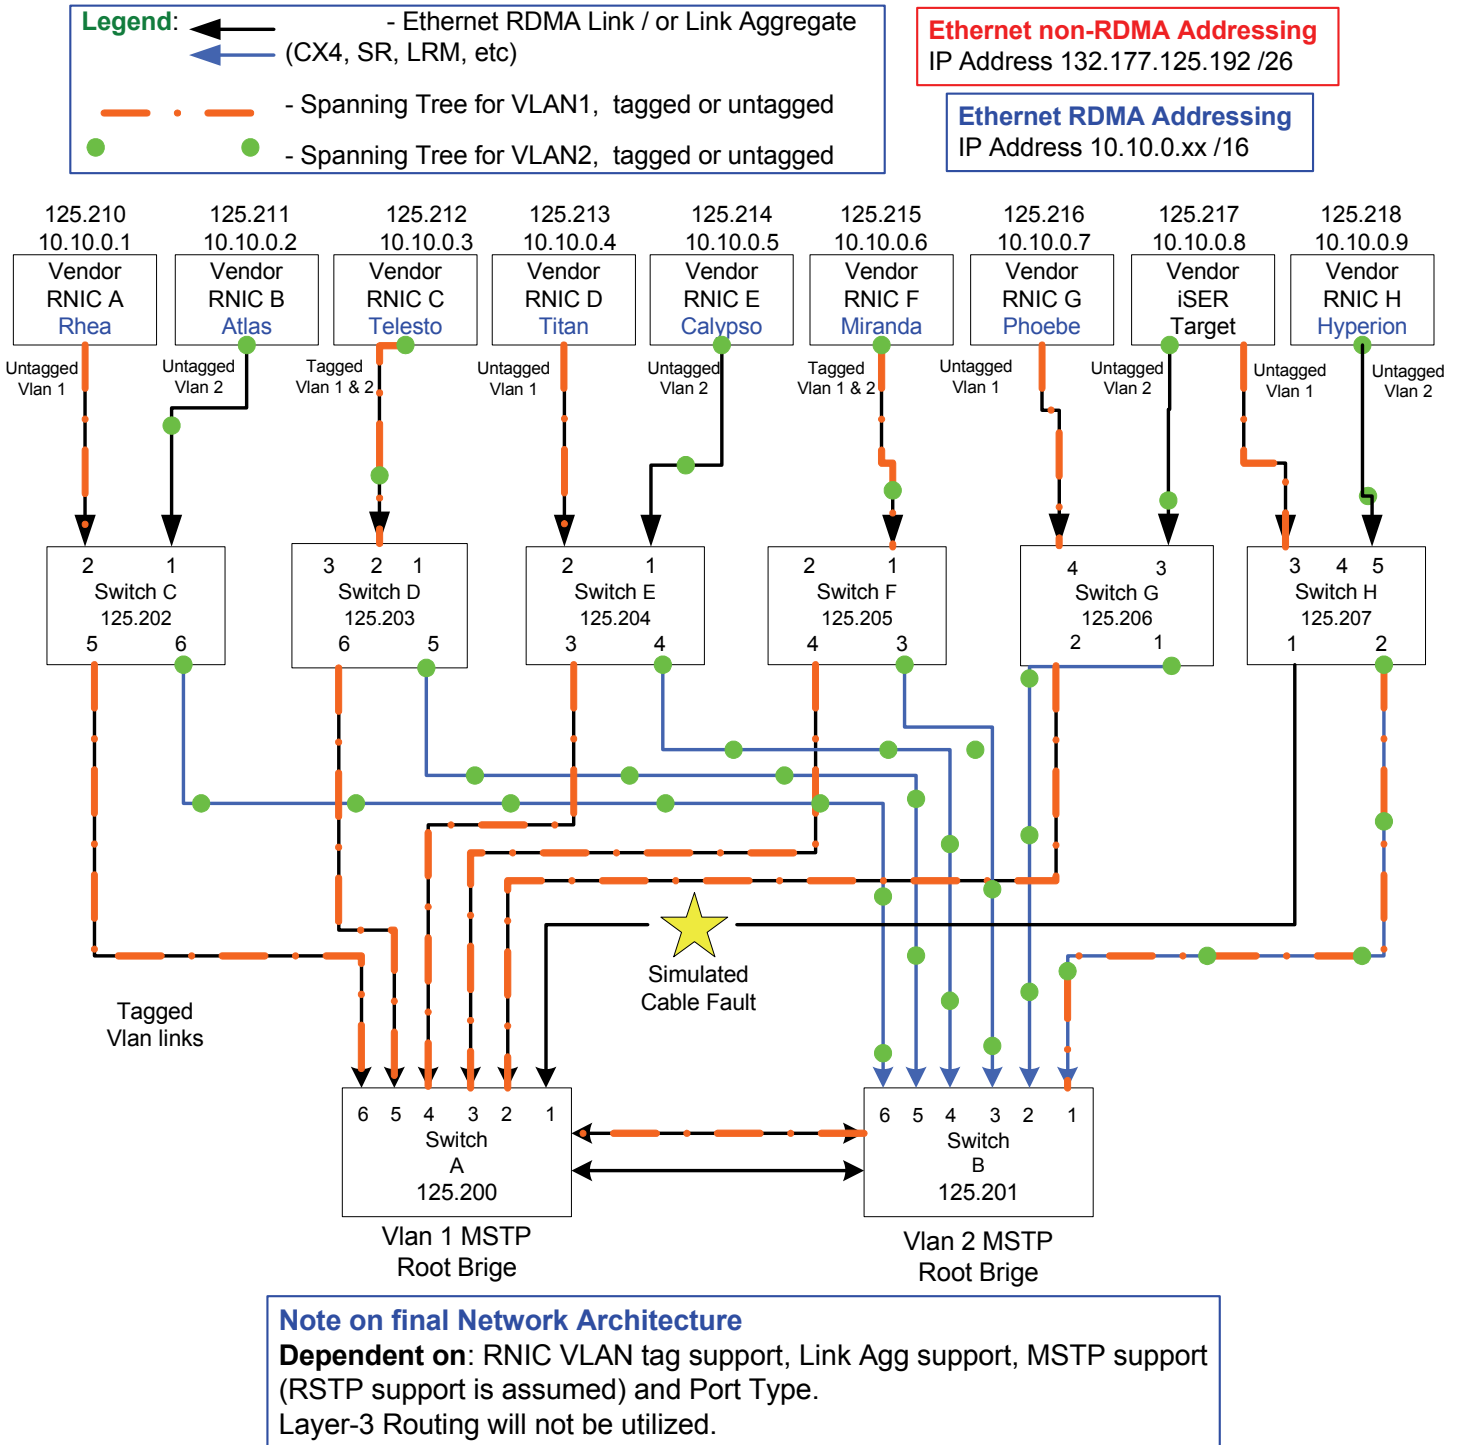 Legend: - Ethernet RDMA Link / or Link Aggregate
(CX4, SR, LRM, etc)
- Spanning Tree for VLAN1, tagged or untagged
- Spanning Tree for VLAN2, tagged or untagged
Ethernet non-RDMA Addressing
IP Address 132.177.125.192 /26
Ethernet RDMA Addressing
IP Address 10.10.0.xx /16
125.210
10.10.0.1
Vendor
RNIC A
Rhea
125.211
10.10.0.2
Vendor
RNIC B
Atlas
125.212
10.10.0.3
Vendor
RNIC C
Telesto
125.213
10.10.0.4
Vendor
RNIC D
Titan
125.214
10.10.0.5
Vendor
RNIC E
Calypso
125.215
10.10.0.6
Vendor
RNIC F
Miranda
125.216
10.10.0.7
Vendor
RNIC G
Phoebe
125.217
10.10.0.8
Vendor
iSER
Target
125.218
10.10.0.9
Vendor
RNIC H
Hyperion
Untagged
Vlan 1
Untagged
Vlan 2
Tagged
Vlan 1 & 2
Untagged
Vlan 1
Untagged
Vlan 2
Tagged
Vlan 1 & 2
Untagged
Vlan 1
Untagged
Vlan 2
Untagged
Vlan 1
Untagged
Vlan 2
2 1
Switch C
125.202
5 6
3 2 1
Switch D
125.203
6 5
2 1
Switch E
125.204
3 4
2 1
Switch F
125.205
4 3
4 3
Switch G
125.206
2 1
3 4 5
Switch H
125.207
1 2
Simulated
Cable Fault
Tagged
Vlan links
6 5 4 3 2 1
Switch
A
125.200
6 5 4 3 2 1
Switch
B
125.201
Vlan 1 MSTP
Root Brige
Vlan 2 MSTP
Root Brige
Note on final Network Architecture
Dependent on: RNIC VLAN tag support, Link Agg support, MSTP support
(RSTP support is assumed) and Port Type.
Layer-3 Routing will not be utilized.